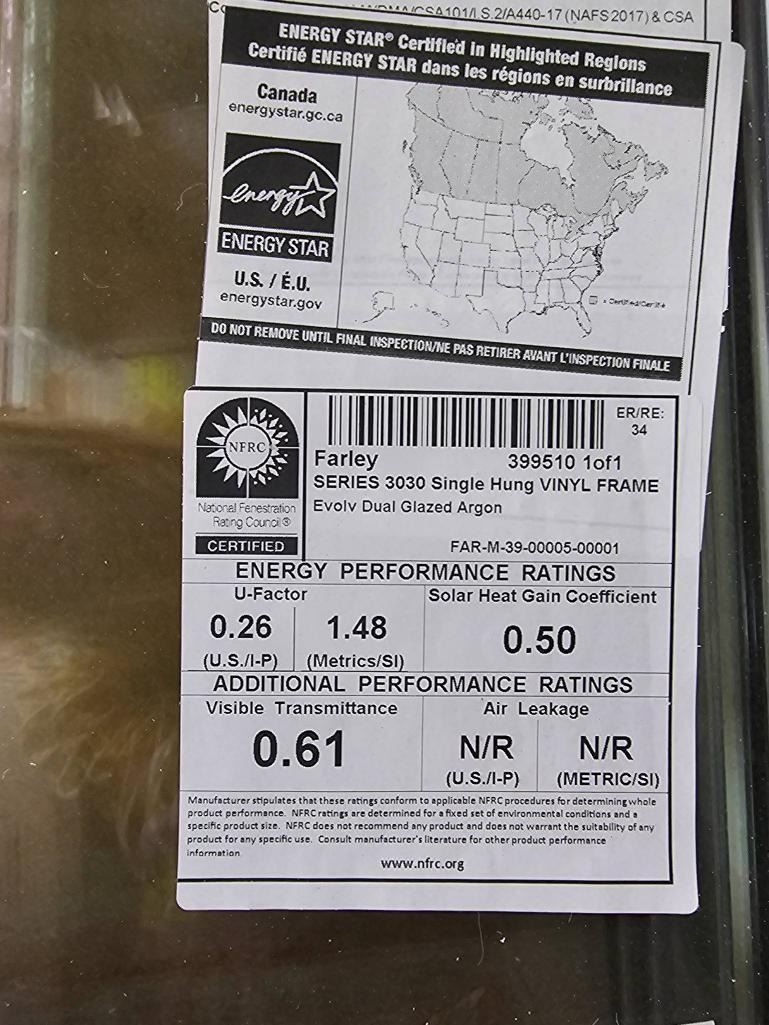 CSA101/I.S.2/A440-17 (NAFS 2017) & CSA
ENERGY STAR® Certified in Highlighted Regions
Certifié ENERGY STAR dans les régions en surbrillance
Canada
energystar.gc.ca
energy
ENERGY STAR
U.S. / É.U.
energystar.gov
= Certified/Certifié
DO NOT REMOVE UNTIL FINAL INSPECTION/NE PAS RETIRER AVANT L'INSPECTION FINALE
NFRC
National Fenestration
Rating Council®
CERTIFIED
ER/RE:
34
Farley 399510 1of1
SERIES 3030 Single Hung VINYL FRAME
Evolv Dual Glazed Argon
FAR-M-39-00005-00001
ENERGY PERFORMANCE RATINGS
U-Factor
Solar Heat Gain Coefficient
0.26 1.48 0.50
(U.S./I-P) (Metrics/SI)
ADDITIONAL PERFORMANCE RATINGS
Visible Transmittance Air Leakage
0.61 N/R N/R
(U.S./I-P) (METRIC/SI)
Manufacturer stipulates that these ratings conform to applicable NFRC procedures for determining whole
product performance. NFRC ratings are determined for a fixed set of environmental conditions and a
specific product size. NFRC does not recommend any product and does not warrant the suitability of any
product for any specific use. Consult manufacturer's literature for other product performance
information.
www.nfrc.org